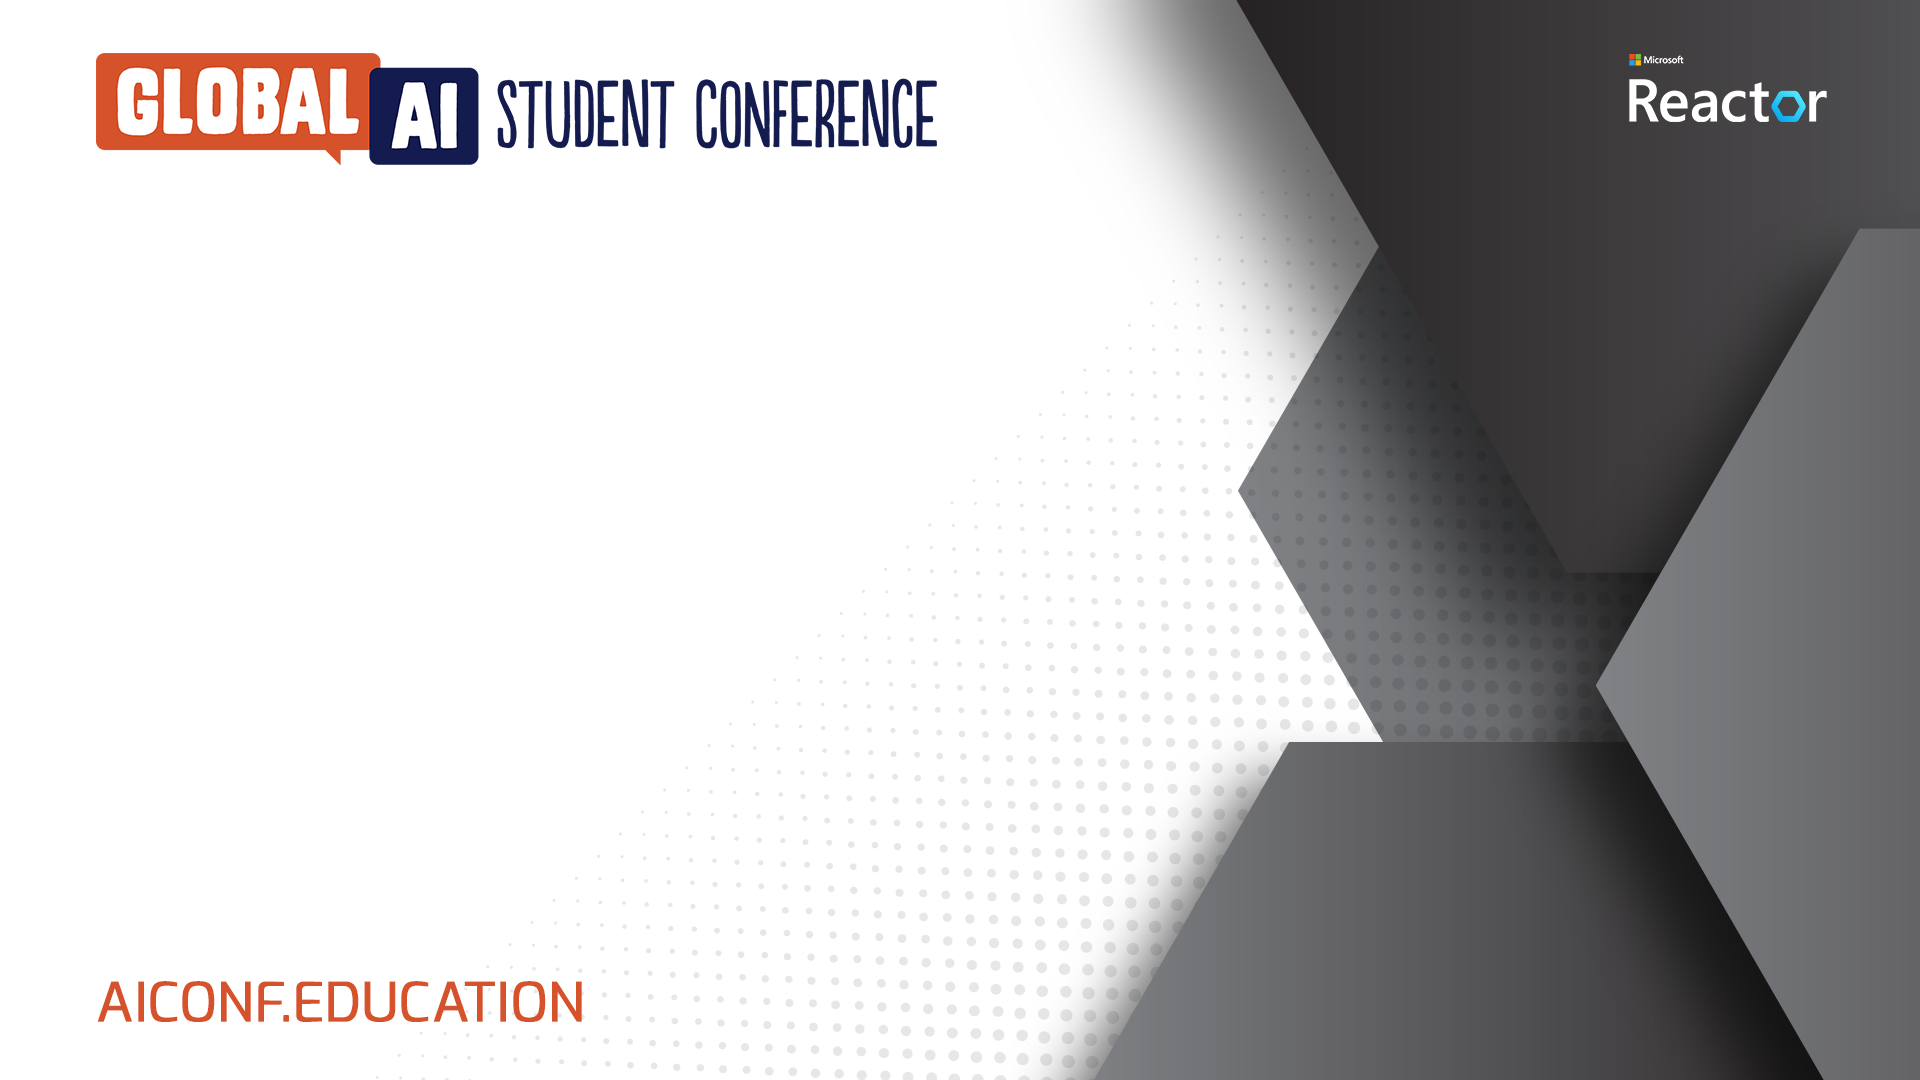 GLOBAL AI STUDENT CONFERENCE
Microsoft
Reactor
AICONF.EDUCATION